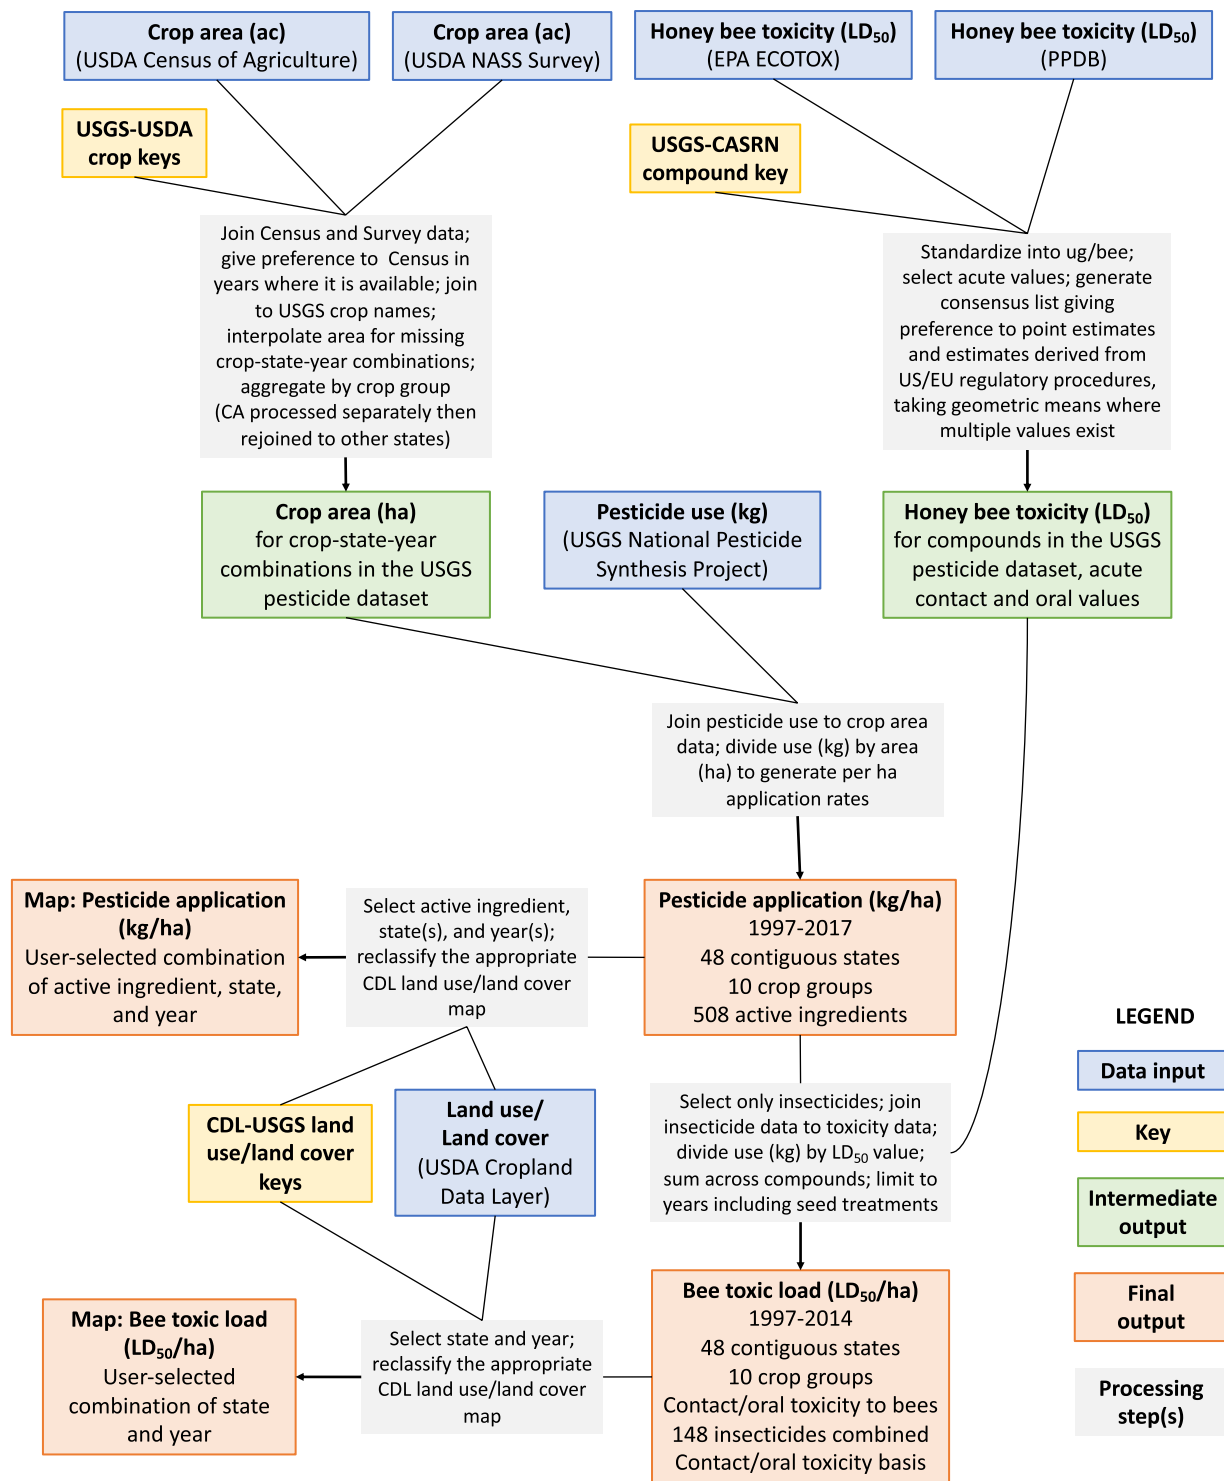 Crop area (ac)
(USDA Census of Agriculture)
Crop area (ac)
(USDA NASS Survey)
Honey bee toxicity (LD50)
(EPA ECOTOX)
Honey bee toxicity (LD50)
(PPDB)
USGS-USDA
crop keys
USGS-CASRN
compound key
Join Census and Survey data;
give preference to Census in
years where it is available; join
to USGS crop names;
interpolate area for missing
crop-state-year combinations;
aggregate by crop group
(CA processed separately then
rejoined to other states)
Standardize into ug/bee;
select acute values; generate
consensus list giving
preference to point estimates
and estimates derived from
US/EU regulatory procedures,
taking geometric means where
multiple values exist
Crop area (ha)
for crop-state-year
combinations in the USGS
pesticide dataset
Pesticide use (kg)
(USGS National Pesticide
Synthesis Project)
Honey bee toxicity (LD50)
for compounds in the USGS
pesticide dataset, acute
contact and oral values
Join pesticide use to crop area
data; divide use (kg) by area
(ha) to generate per ha
application rates
Map: Pesticide application
(kg/ha)
User-selected combination
of active ingredient, state,
and year
Select active ingredient,
state(s), and year(s);
reclassify the appropriate
CDL land use/land cover
map
Pesticide application (kg/ha)
1997-2017
48 contiguous states
10 crop groups
508 active ingredients
CDL-USGS land
use/land cover
keys
Land use/
Land cover
(USDA Cropland
Data Layer)
Select only insecticides; join
insecticide data to toxicity data;
divide use (kg) by LD50 value;
sum across compounds; limit to
years including seed treatments
Map: Bee toxic load
(LD50/ha)
User-selected
combination of state
and year
Select state and year;
reclassify the appropriate
CDL land use/land cover
map
Bee toxic load (LD50/ha)
1997-2014
48 contiguous states
10 crop groups
Contact/oral toxicity to bees
148 insecticides combined
Contact/oral toxicity basis
LEGEND
Data input
Key
Intermediate
output
Final
output
Processing
step(s)